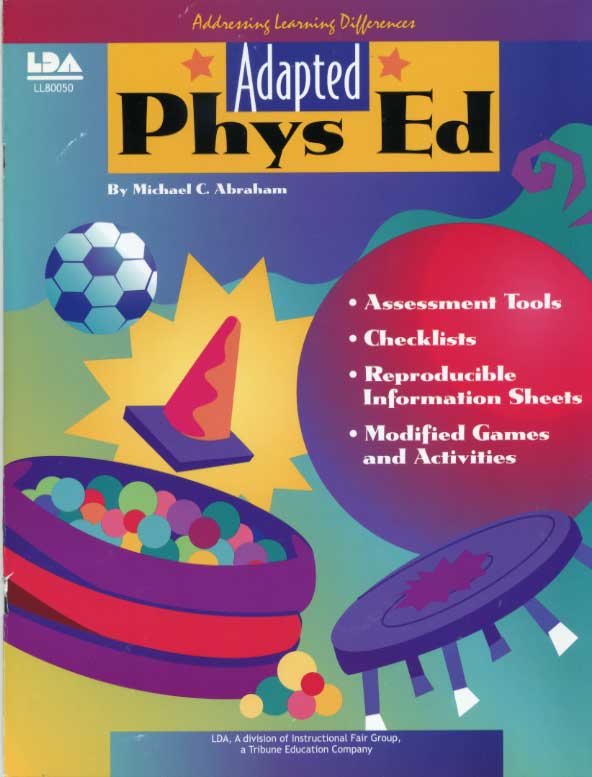 Addressing Learning Differences
LDA
LL80050
Adapted
Phys Ed
By Michael C. Abraham
• Assessment Tools
• Checklists
• Reproducible
Information Sheets
• Modified Games
and Activities
LDA, A division of Instructional Fair Group,
a Tribune Education Company